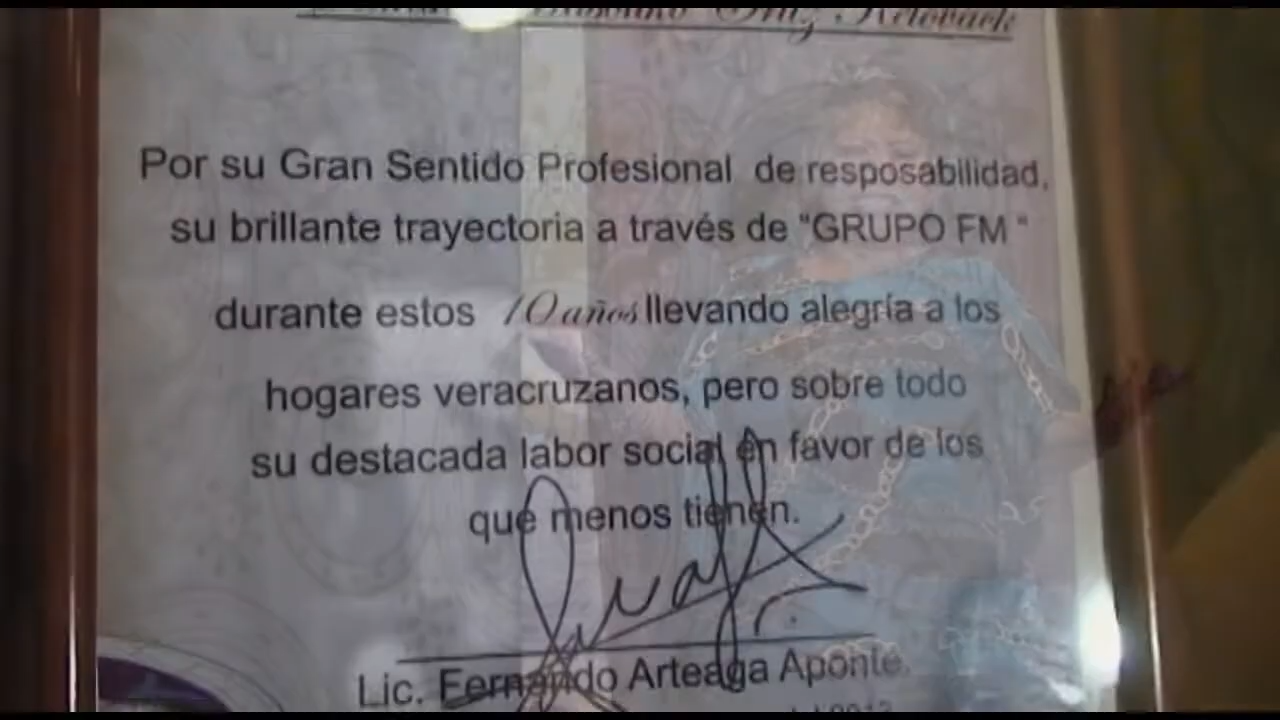 Ortiz
Por su Gran Sentido Profesional de resposabilidad,
su brillante trayectoria a través de "GRUPO FM "
durante estos 10 años llevando alegría a los
hogares veracruzanos, pero sobre todo
su destacada labor social en favor de los
que menos tienen.
Lic. Fernando Arteaga Aponte.